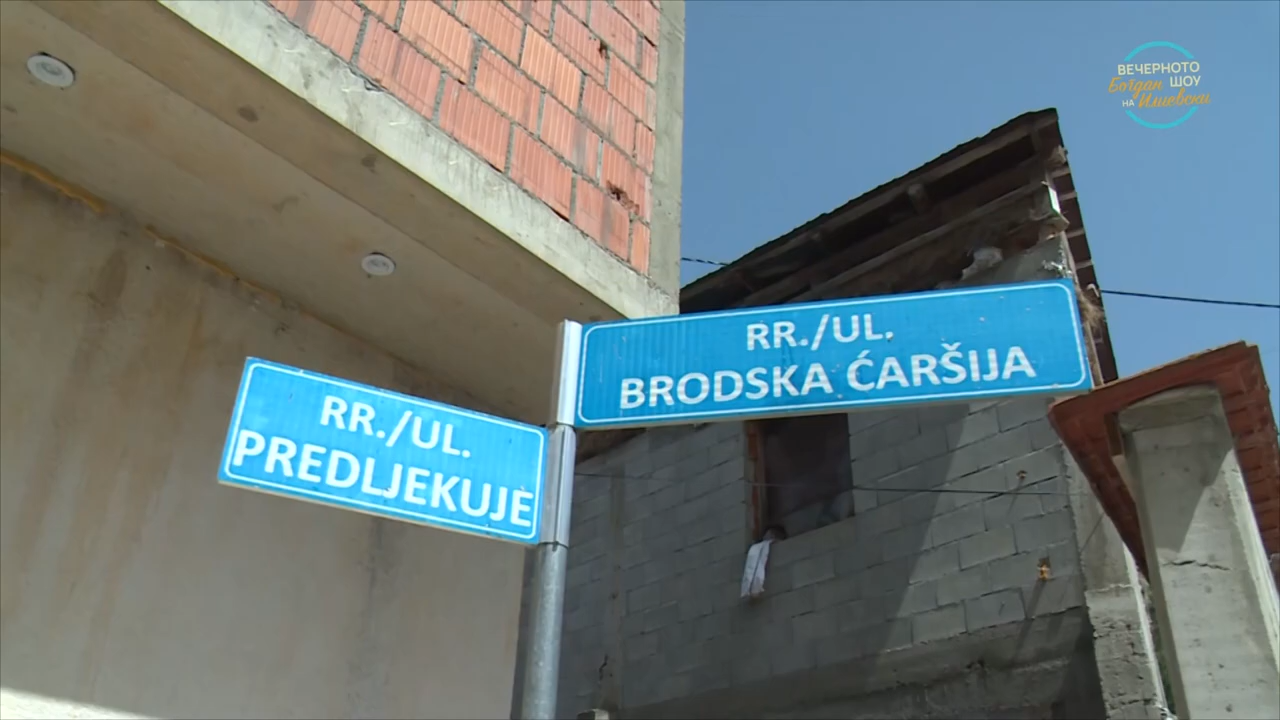 ВЕЧЕРНОТО
Богдан ШОУ
НА Илиевски
RR./UL.
BRODSKA ĆARŠIJA
RR./UL.
PREDLJEKUJE